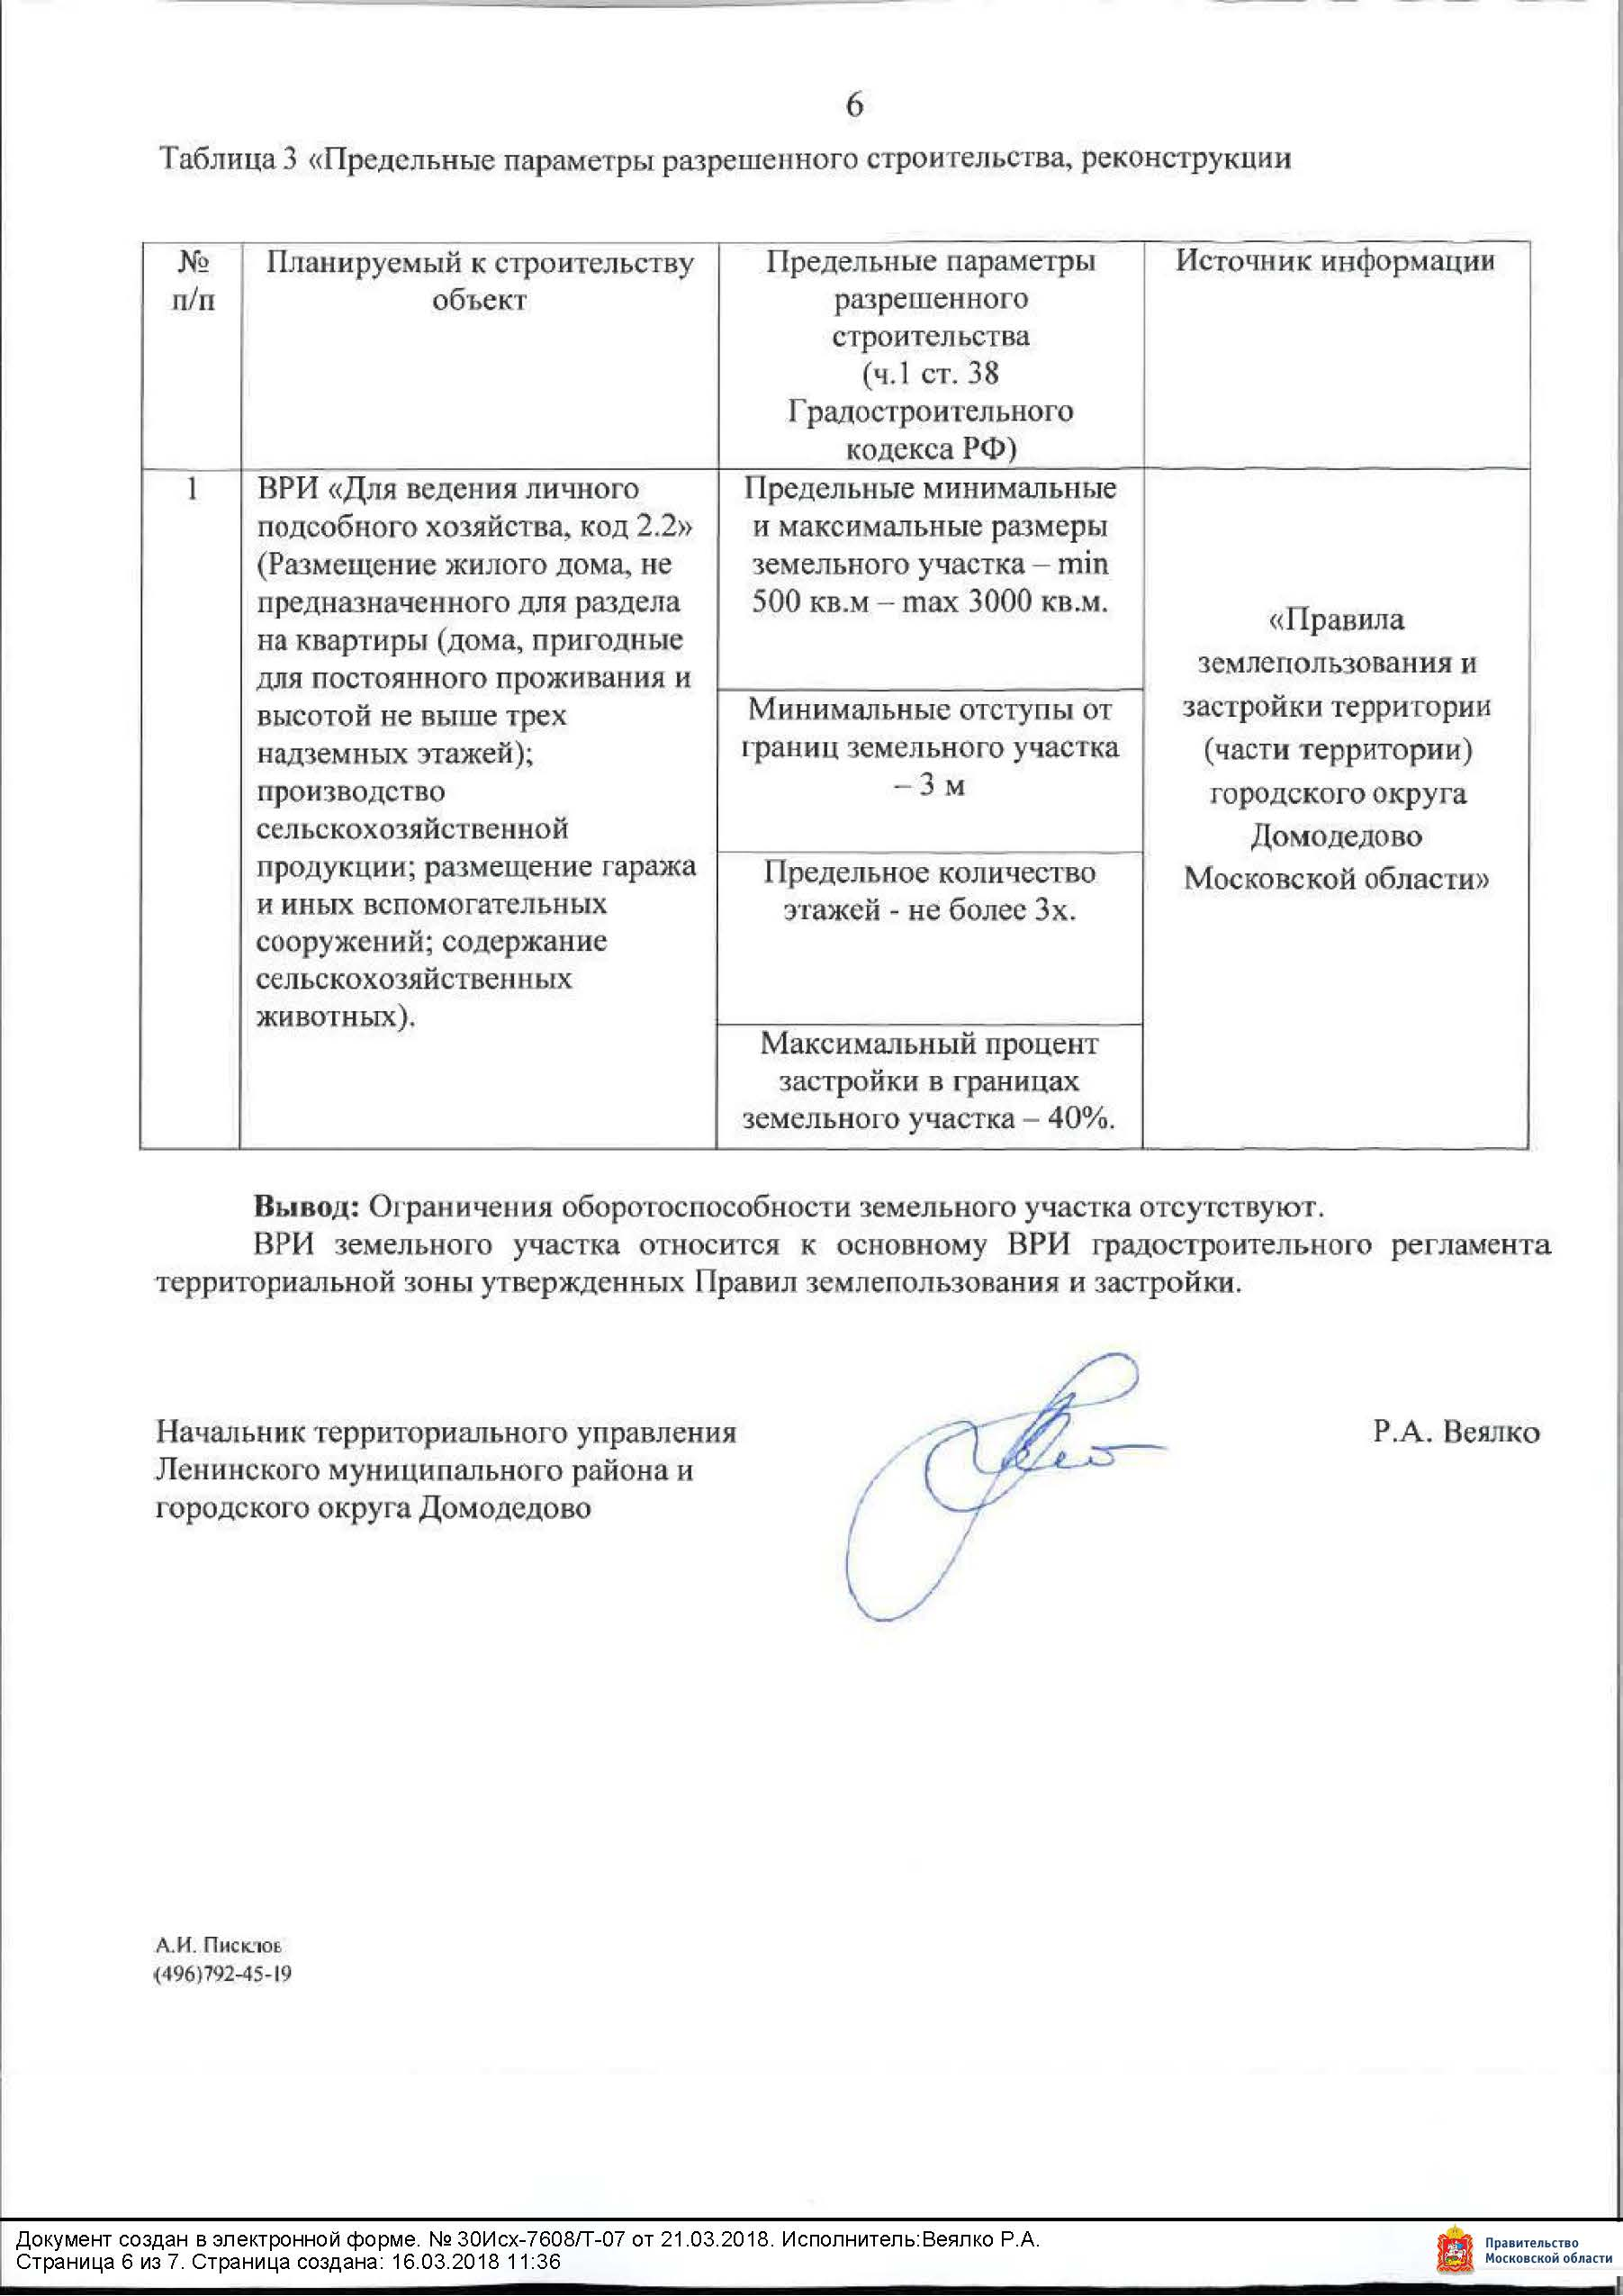 6
Таблица 3 «Предельные параметры разрешенного строительства, реконструкции
№
п/п
Планируемый к строительству
объект
Предельные параметры
разрешенного
строительства
(ч.1 ст. 38
Градостроительного
кодекса РФ)
Источник информации
1
ВРИ «Для ведения личного
подсобного хозяйства, код 2.2»
(Размещение жилого дома, не
предназначенного для раздела
на квартиры (дома, пригодные
для постоянного проживания и
высотой не выше трех
надземных этажей);
производство
сельскохозяйственной
продукции; размещение гаража
и иных вспомогательных
сооружений; содержание
сельскохозяйственных
животных).
Предельные минимальные
и максимальные размеры
земельного участка – min
500 кв.м – max 3000 кв.м.
Минимальные отступы от
границ земельного участка
– 3 м
Предельное количество
этажей - не более 3х.
Максимальный процент
застройки в границах
земельного участка – 40%.
«Правила
землепользования и
застройки территории
(части территории)
городского округа
Домодедово
Московской области»
Вывод: Ограничения оборотоспособности земельного участка отсутствуют.
ВРИ земельного участка относится к основному ВРИ градостроительного регламента
территориальной зоны утвержденных Правил землепользования и застройки.
Начальник территориального управления
Ленинского муниципального района и
городского округа Домодедово
Р.А. Веялко
А.И. Писклов
(496)792-45-19
Документ создан в электронной форме. № 30Исх-7608/Т-07 от 21.03.2018. Исполнитель:Веялко Р.А.
Страница 6 из 7. Страница создана: 16.03.2018 11:36
Правительство
Московской области